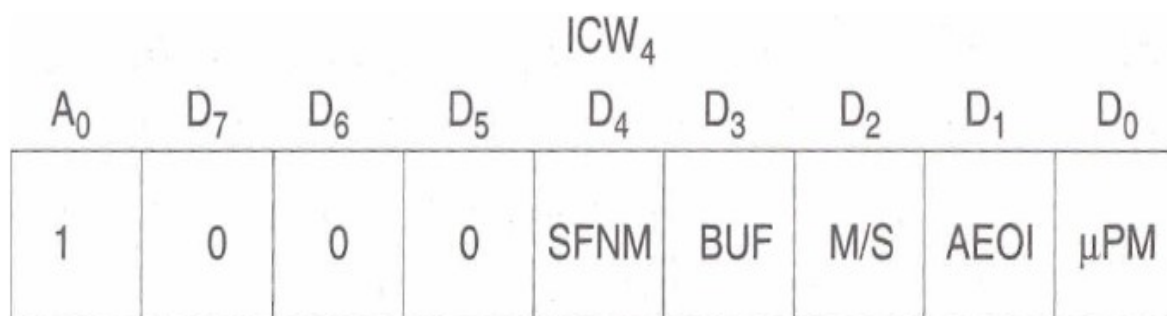 ICW₄
A₀ D₇ D₆ D₅ D₄ D₃ D₂ D₁ D₀
1 0 0 0 SFNM BUF M/S AEOI μPM